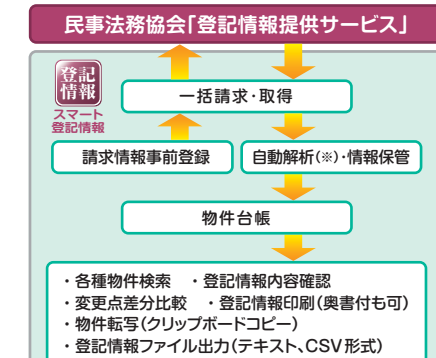 民事法務協会「登記情報提供サービス」
登記
情報
スマート
登記情報
一括請求・取得
請求情報事前登録
自動解析(※)・情報保管
物件台帳
・各種物件検索　・登記情報内容確認
・変更点差分比較　・登記情報印刷(奥書付も可)
・物件転写(クリップボードコピー)
・登記情報ファイル出力(テキスト、CSV形式)